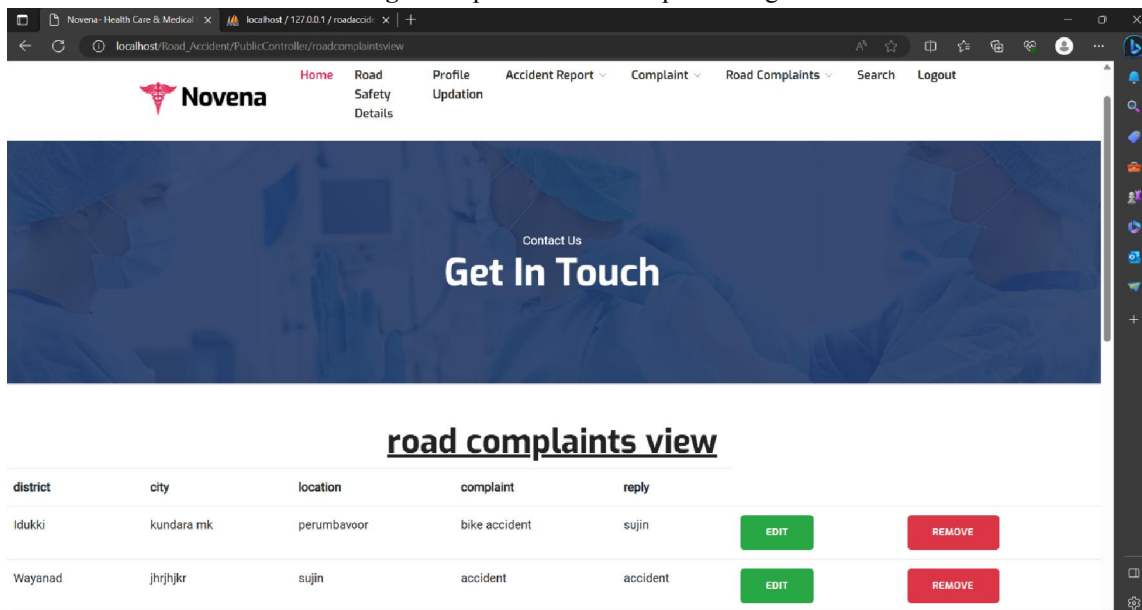 Novena- Health Care & Medical
localhost / 127.0.0.1 / roadaccide
localhost/Road_Accident/PublicController/roadcomplaintsview
Novena
Home
Road Safety Details
Profile Updation
Accident Report
Complaint
Road Complaints
Search
Logout
Contact Us
Get In Touch
road complaints view
district city location complaint reply
Idukki kundara mk perumbavoor bike accident sujin EDIT REMOVE
Wayanad jhrjhjkr sujin accident accident EDIT REMOVE